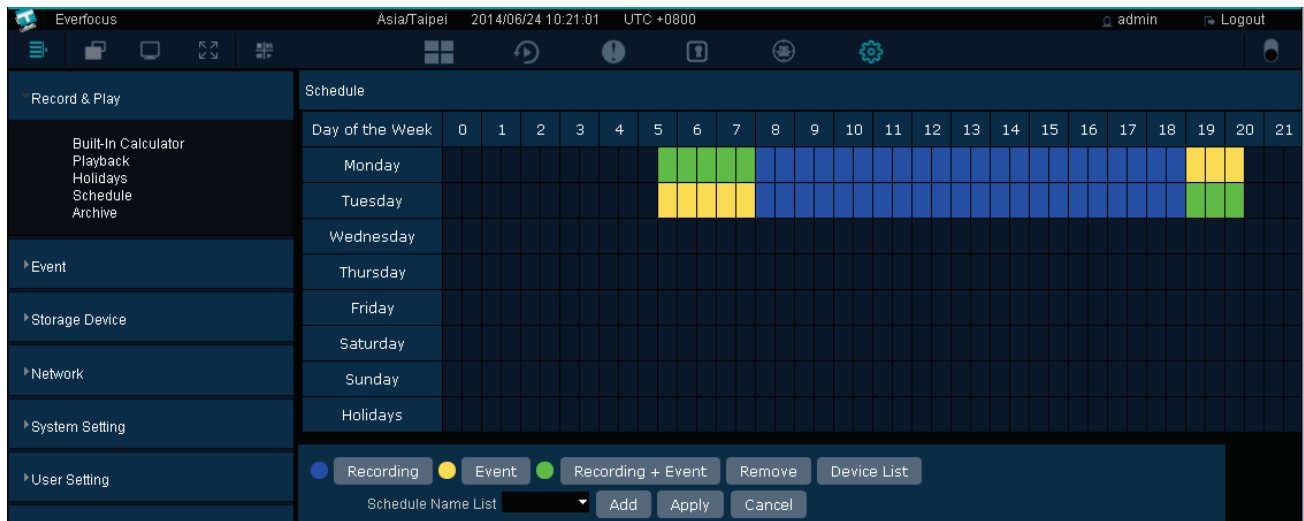 Everfocus Asia/Taipei 2014/06/24 10:21:01 UTC +0800 admin Logout
Record & Play
Built-In Calculator
Playback
Holidays
Schedule
Archive
Event
Storage Device
Network
System Setting
User Setting
Schedule
Day of the Week 0 1 2 3 4 5 6 7 8 9 10 11 12 13 14 15 16 17 18 19 20 21
Monday
Tuesday
Wednesday
Thursday
Friday
Saturday
Sunday
Holidays
Recording Event Recording + Event Remove Device List
Schedule Name List Add Apply Cancel